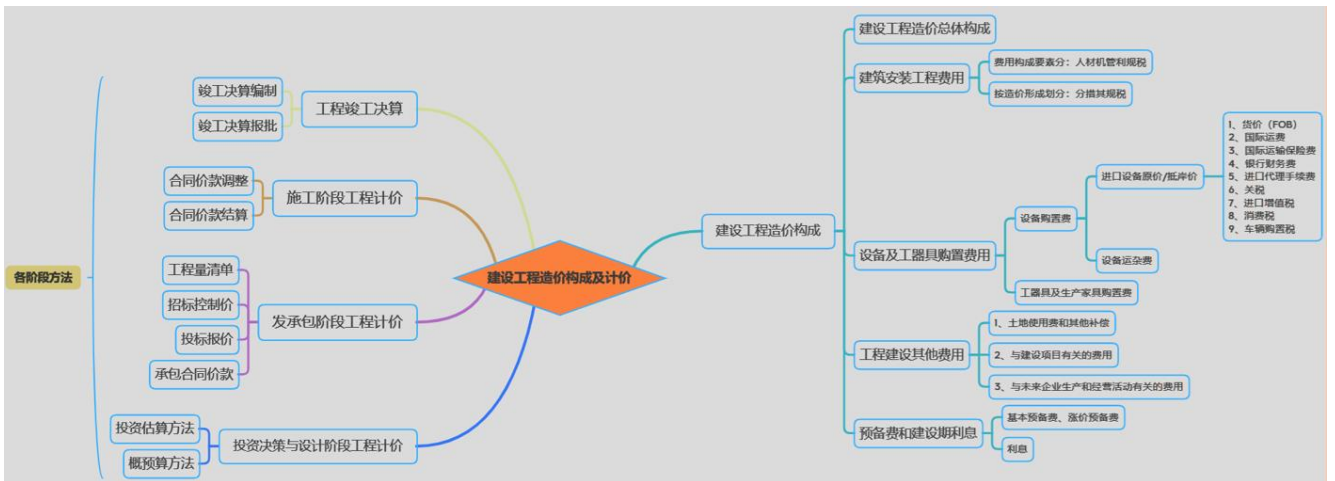 各阶段方法
竣工决算编制
竣工决算报批
工程竣工决算
合同价款调整
合同价款结算
施工阶段工程计价
工程量清单
招标控制价
投标报价
承包合同价款
发承包阶段工程计价
投资估算方法
概预算方法
投资决策与设计阶段工程计价
建设工程造价构成及计价
建设工程造价构成
建设工程造价总体构成
建筑安装工程费用
费用构成要素分：人材机管利规税
按造价形成划分：分措其规税
设备及工器具购置费用
设备购置费
进口设备原价/抵岸价
1、货价（FOB）
2、国际运费
3、国际运输保险费
4、银行财务费
5、进口代理手续费
6、关税
7、进口增值税
8、消费税
9、车辆购置税
设备运杂费
工器具及生产家具购置费
工程建设其他费用
1、土地使用费和其他补偿
2、与建设项目有关的费用
3、与未来企业生产和经营活动有关的费用
预备费和建设期利息
基本预备费、涨价预备费
利息